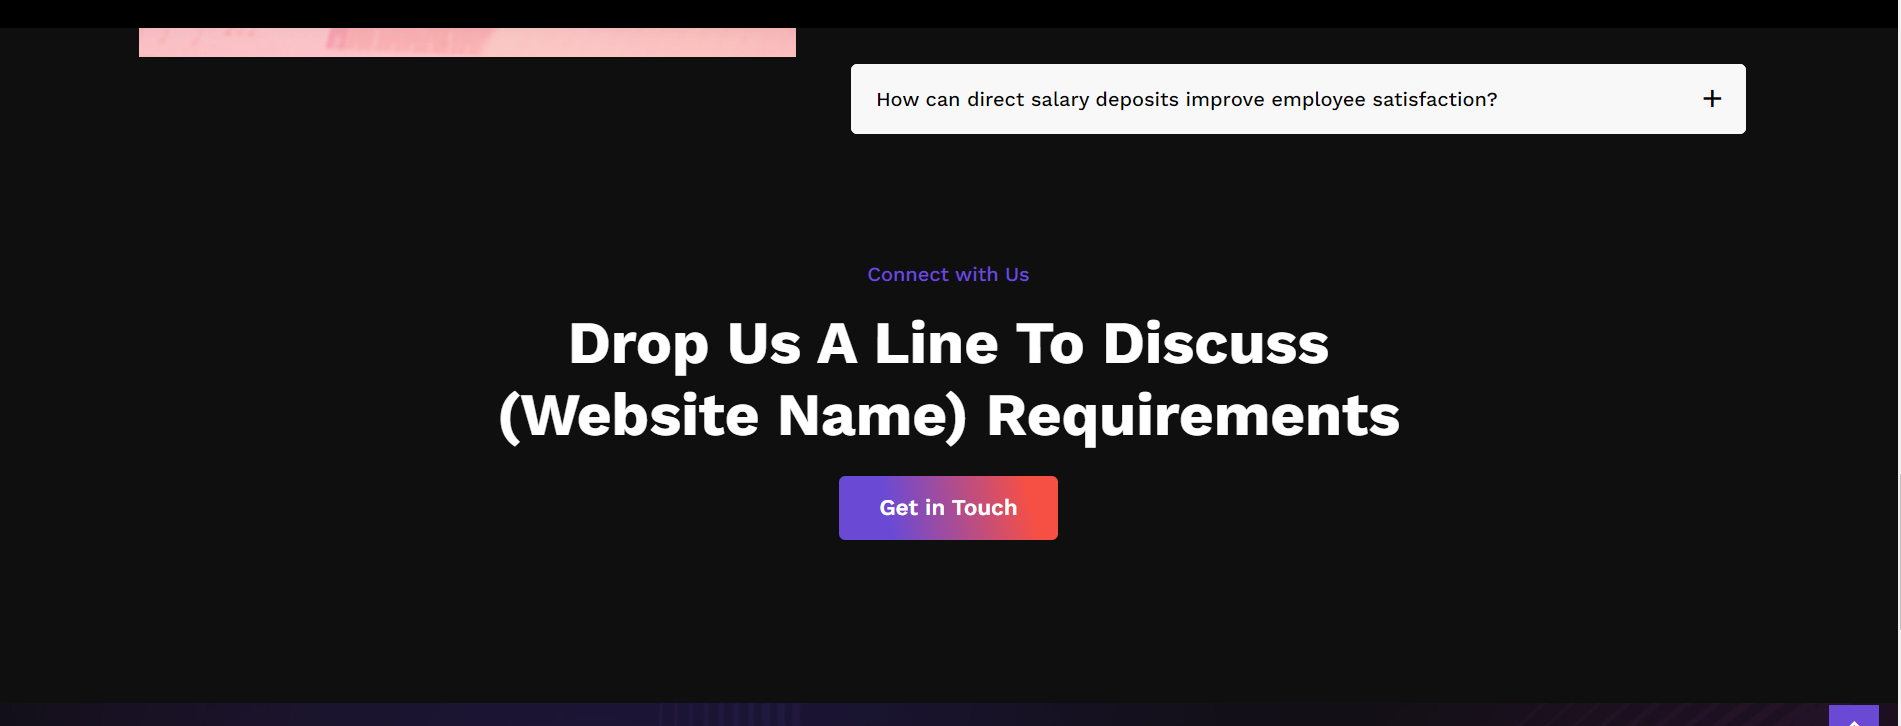 How can direct salary deposits improve employee satisfaction?
Connect with Us
Drop Us A Line To Discuss
(Website Name) Requirements
Get in Touch